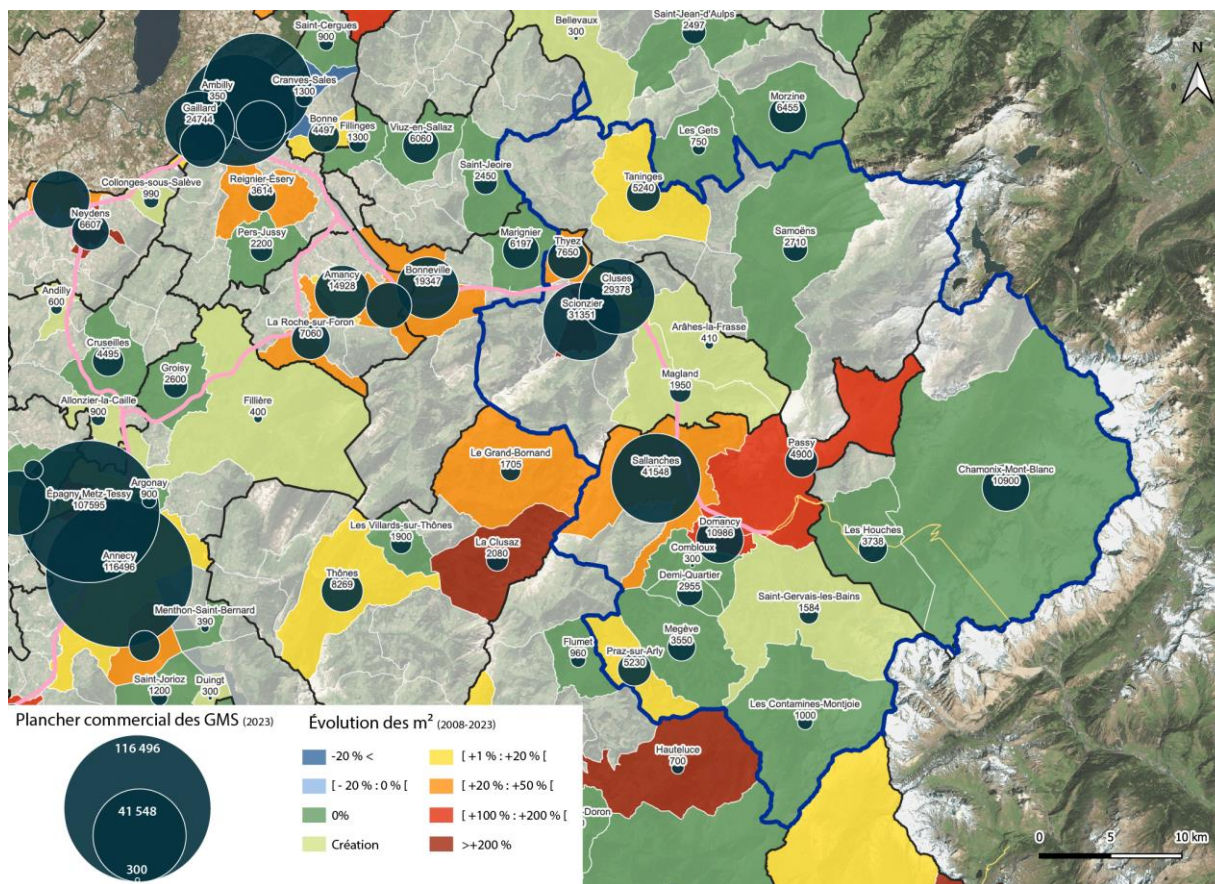 Saint-Cergues
900
Bellevaux
300
Saint-Jean-d'Aulps
2497
N
Ambilly
350
Cranves-Sales
1300
Gaillard
24744
Bonne
4497
Fillinges
1300
Viuz-en-Sallaz
6060
Les Gets
750
Morzine
6455
Collonges-sous-Salève
990
Reignier-Ésery
3614
Saint-Jeoire
2450
Taninges
5240
Neydens
6607
Pers-Jussy
2200
Marignier
6197
Thyez
7650
Samoëns
2710
Andilly
600
Amancy
14928
Bonneville
19347
Cluses
29378
Scionzier
31351
La Roche-sur-Foron
7060
Arâhes-la-Frasse
410
Cruseilles
4495
Groisy
2600
Magland
1950
Allonzier-la-Caille
900
Fillière
400
Le Grand-Bornand
1705
Sallanches
41548
Passy
4900
Chamonix-Mont-Blanc
10900
Argonay
900
Épagny Metz-Tessy
107595
Les Villards-sur-Thônes
1900
La Clusaz
2080
Domancy
10986
Les Houches
3738
Combloux
300
Annecy
116496
Thônes
8269
Demi-Quartier
2955
Saint-Gervais-les-Bains
1584
Menthon-Saint-Bernard
390
Flumet
960
Praz-sur-Arly
5230
Megève
3550
Saint-Jorioz
1200
Duingt
300
Les Contamines-Montjoie
1000
Hauteluce
700
-Doron
Plancher commercial des GMS (2023)
116 496
41 548
300
0
Évolution des m² (2008-2023)
-20 % <
[ - 20 % : 0 % [
0%
Création
[ +1 % : +20 % [
[ +20 % : +50 % [
[ +100 % : +200 % [
>+200 %
0 5 10 km